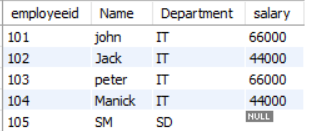 employeeid Name Department salary
101 john IT 66000
102 Jack IT 44000
103 peter IT 66000
104 Manick IT 44000
105 SM SD NULL